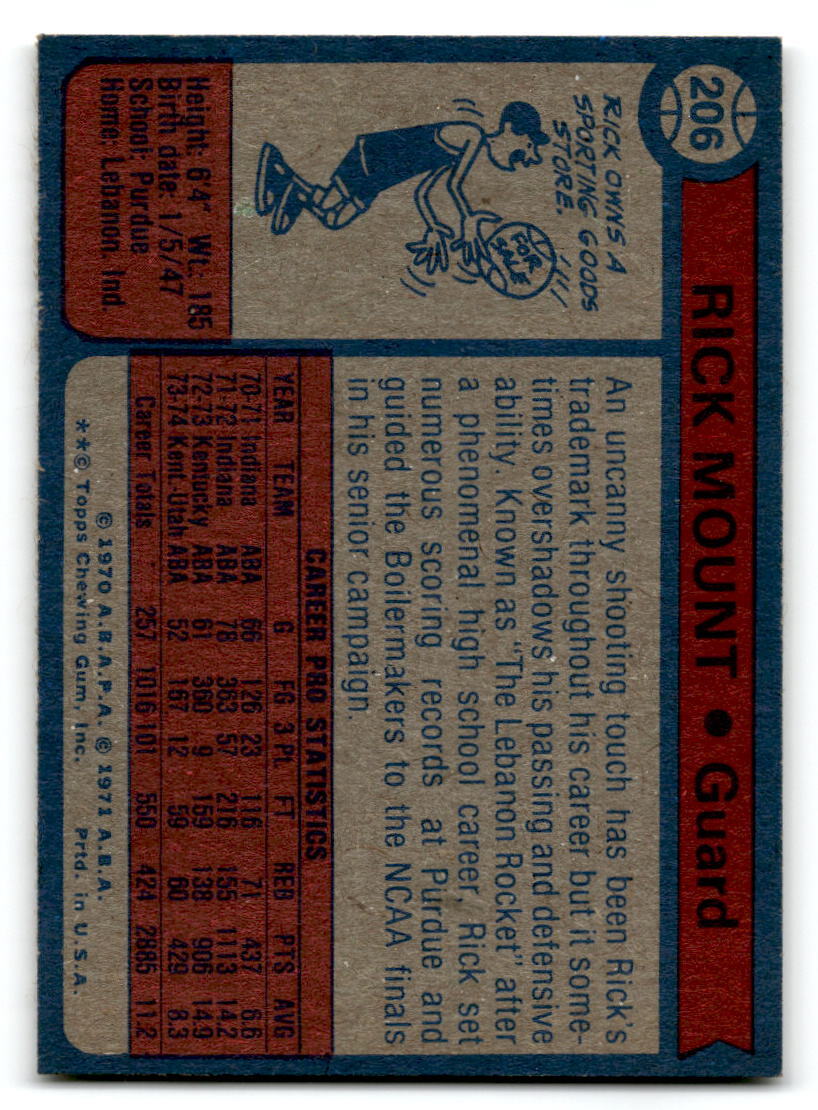 206
RICK MOUNT • Guard
RICK OWNS A
SPORTING GOODS
STORE.
FOR
SALE
Height: 6'4" Wt.: 185
Birth date: 1/5/47
School: Purdue
Home: Lebanon, Ind.
An uncanny shooting touch has been Rick's
trademark throughout his career but it some-
times overshadows his passing and defensive
ability. Known as "The Lebanon Rocket" after
a phenomenal high school career, Rick set
numerous scoring records at Purdue and
guided the Boilermakers to the NCAA finals
in his senior campaign.
CAREER PRO STATISTICS
YEAR TEAM G FG 3 PL FT REB PTS AVG
70-71 Indiana ABA 66 126 23 116 71 437 6.6
71-72 Indiana ABA 78 363 57 216 155 1113 14.2
72-73 Kentucky ABA 61 360 9 159 138 906 14.9
73-74 Kent.-Utah ABA 52 167 12 59 60 429 8.3
Career Totals 257 1016 101 550 424 2885 11.2
© 1970 A.B.A.P.A. © 1971 A.B.A.
**© Topps Chewing Gum, Inc. Prtd. in U.S.A.